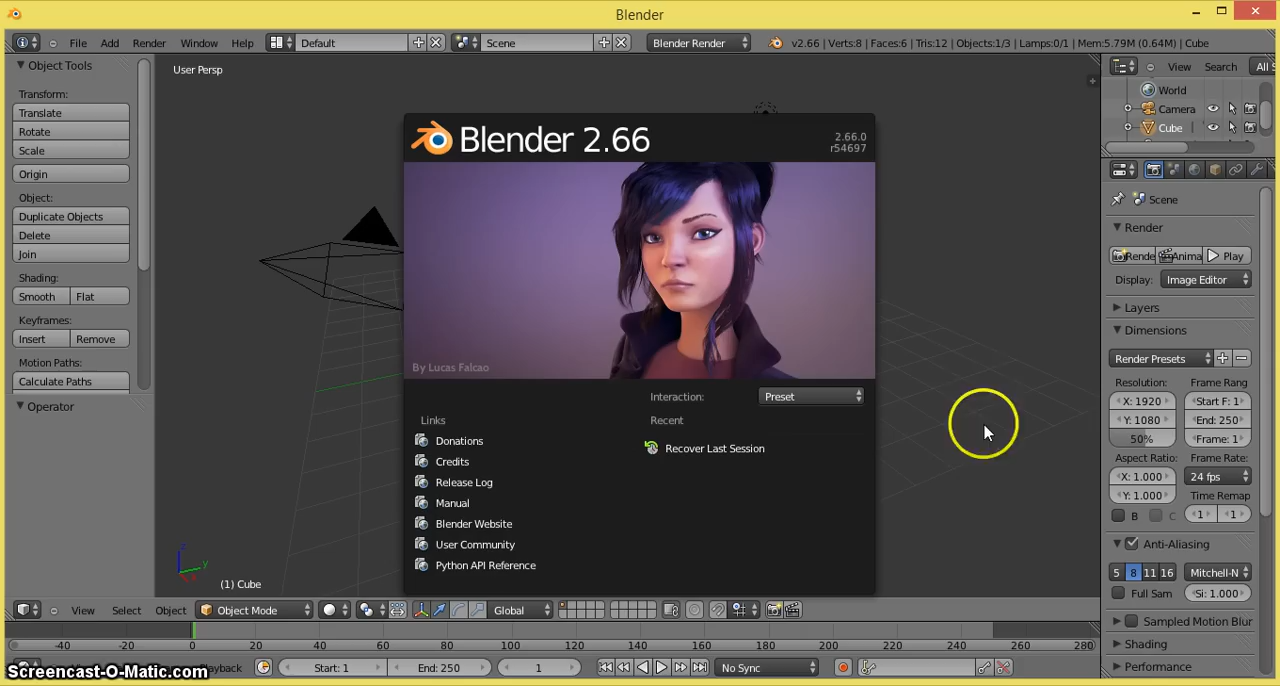 Blender
File Add Render Window Help Default Scene Blender Render v2.66 | Verts:8 | Faces:6 | Tris:12 | Objects:1/3 | Lamps:0/1 | Mem:5.79M (0.64M) | Cube
Object Tools
Transform:
Translate
Rotate
Scale
Origin
Object:
Duplicate Objects
Delete
Join
Shading:
Smooth Flat
Keyframes:
Insert Remove
Motion Paths:
Calculate Paths
Operator
User Persp
Blender 2.66
2.66.0
r54697
By Lucas Falcao
Interaction: Preset
Links
Donations
Credits
Release Log
Manual
Blender Website
User Community
Python API Reference
Recent
Recover Last Session
z
y
x
(1) Cube
View Select Object Object Mode Global
-40 -20 0 20 40 60 80 100 120 140 160 180 200 220 240 260 280
Playback Start: 1 End: 250 1 No Sync
View Search All S
World
Camera
Cube
Scene
Render
Rende Anima Play
Display: Image Editor
Layers
Dimensions
Render Presets
Resolution: Frame Rang
X: 1920 Start F: 1
Y: 1080 End: 250
50% Frame: 1
Aspect Ratio: Frame Rate:
X: 1.000 24 fps
Y: 1.000 Time Remap
B C 1 1
Anti-Aliasing
5 8 11 16 Mitchell-N
Full Sam Si: 1.000
Sampled Motion Blur
Shading
Performance
Screencast-O-Matic.com